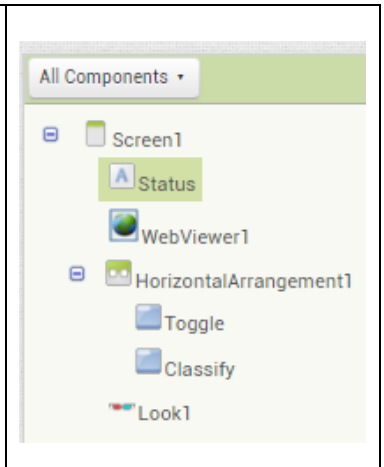 All Components
Screen1
A Status
WebViewer1
HorizontalArrangement1
Toggle
Classify
Look1